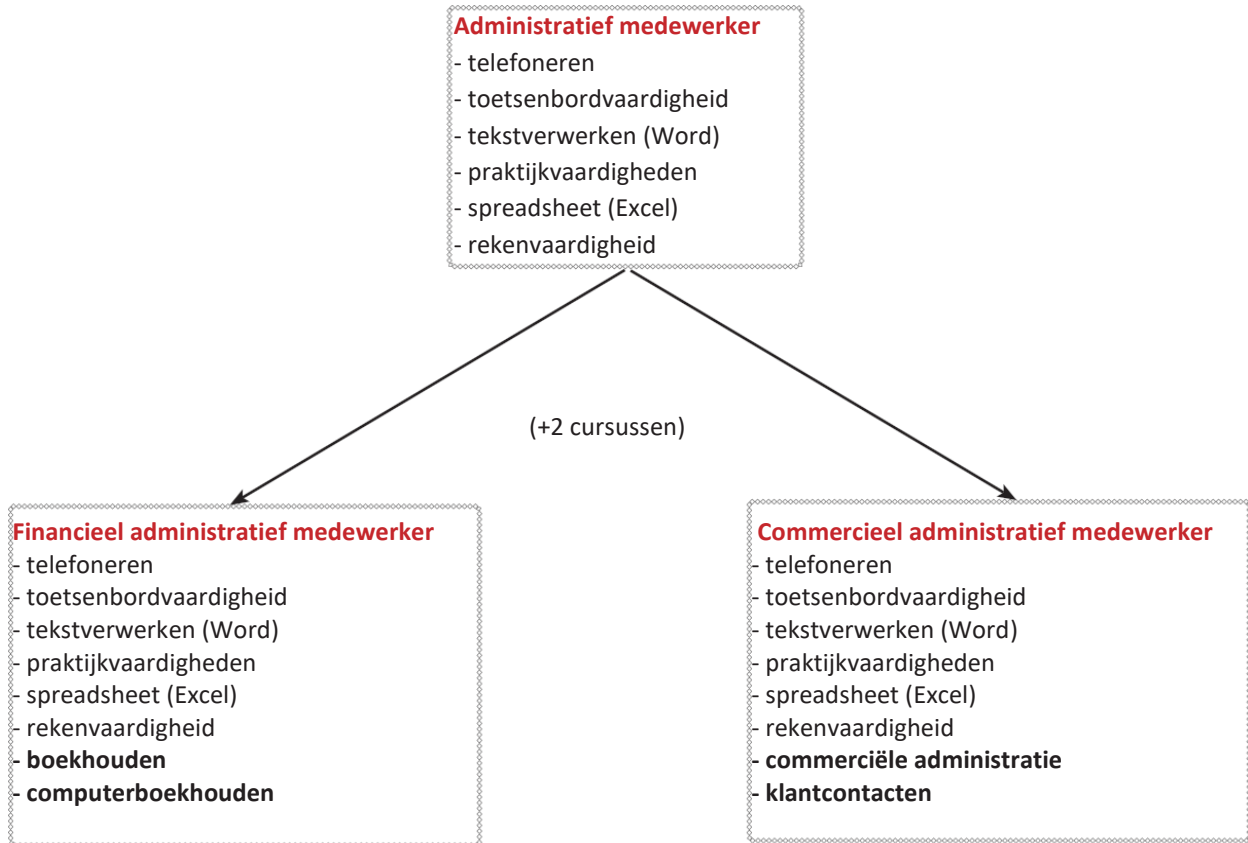 Administratief medewerker
- telefoneren
- toetsenbordvaardigheid
- tekstverwerken (Word)
- praktijkvaardigheden
- spreadsheet (Excel)
- rekenvaardigheid
(+2 cursussen)
Financieel administratief medewerker
- telefoneren
- toetsenbordvaardigheid
- tekstverwerken (Word)
- praktijkvaardigheden
- spreadsheet (Excel)
- rekenvaardigheid
- boekhouden
- computerboekhouden
Commercieel administratief medewerker
- telefoneren
- toetsenbordvaardigheid
- tekstverwerken (Word)
- praktijkvaardigheden
- spreadsheet (Excel)
- rekenvaardigheid
- commerciële administratie
- klantcontacten